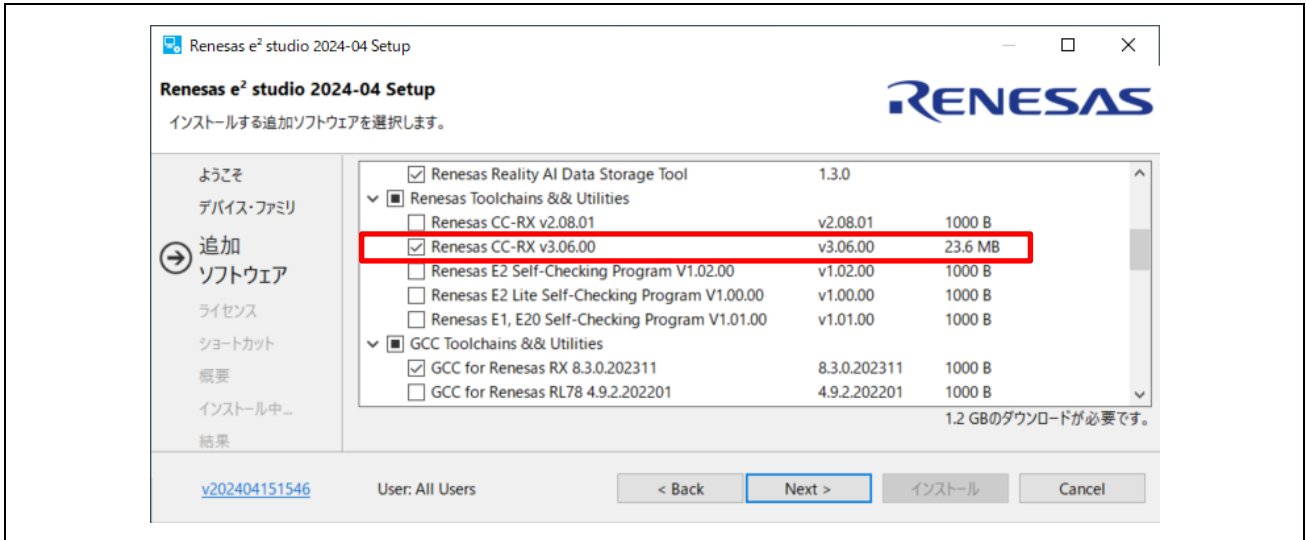 Renesas e² studio 2024-04 Setup
Renesas e² studio 2024-04 Setup
RENESAS
インストールする追加ソフトウェアを選択します。
ようこそ
デバイス・ファミリ
追加
ソフトウェア
ライセンス
ショートカット
概要
インストール中...
結果
Renesas Reality AI Data Storage Tool 1.3.0
Renesas Toolchains && Utilities
Renesas CC-RX v2.08.01 v2.08.01 1000 B
Renesas CC-RX v3.06.00 v3.06.00 23.6 MB
Renesas E2 Self-Checking Program V1.02.00 v1.02.00 1000 B
Renesas E2 Lite Self-Checking Program V1.00.00 v1.00.00 1000 B
Renesas E1, E20 Self-Checking Program V1.01.00 v1.01.00 1000 B
GCC Toolchains && Utilities
GCC for Renesas RX 8.3.0.202311 8.3.0.202311 1000 B
GCC for Renesas RL78 4.9.2.202201 4.9.2.202201 1000 B
1.2 GBのダウンロードが必要です。
v202404151546 User: All Users < Back Next > インストール Cancel